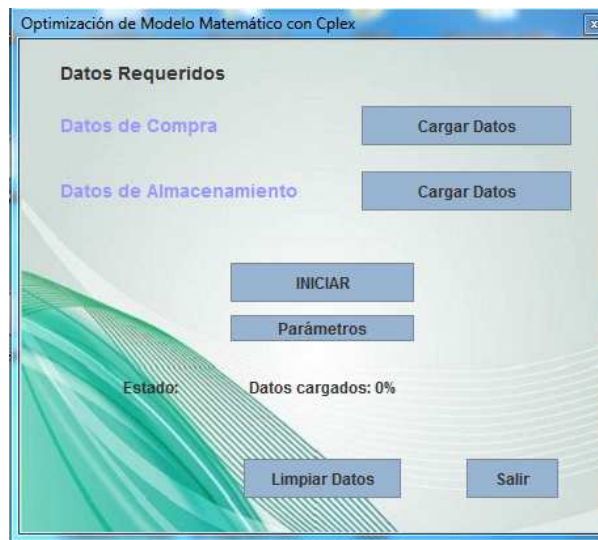 Optimización de Modelo Matemático con Cplex
Datos Requeridos
Datos de Compra
Cargar Datos
Datos de Almacenamiento
Cargar Datos
INICIAR
Parámetros
Estado:
Datos cargados: 0%
Limpiar Datos
Salir